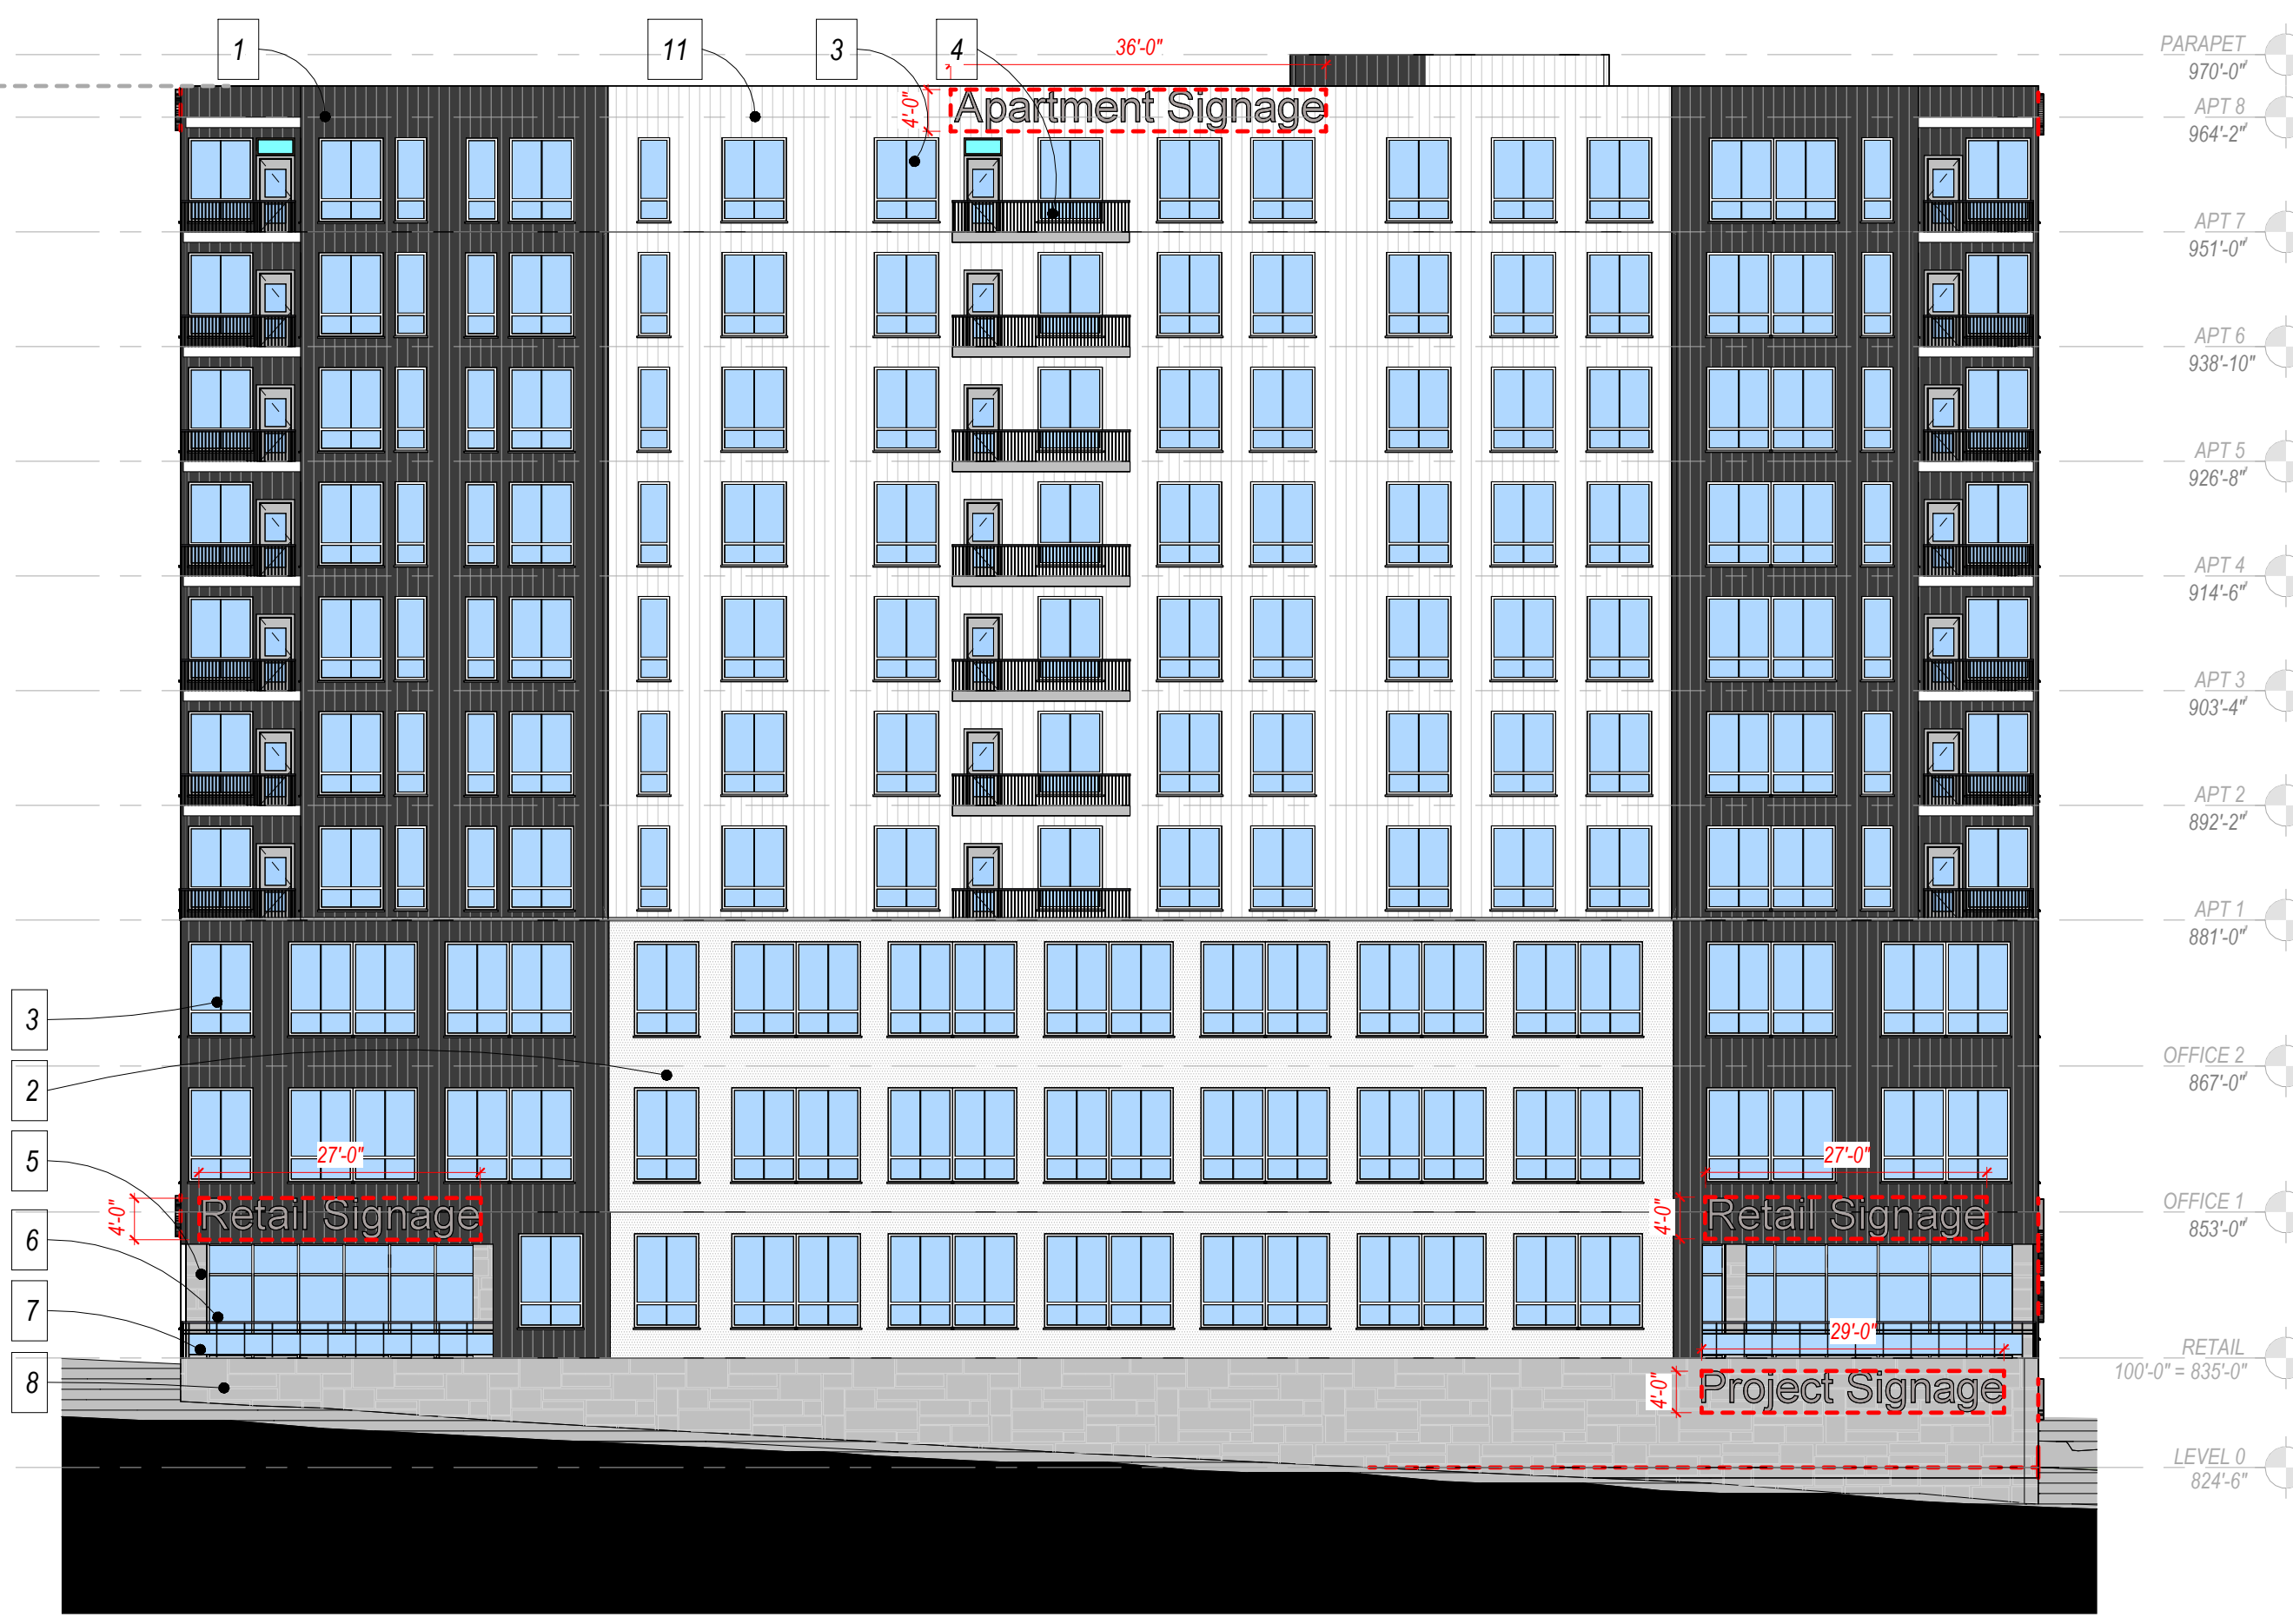 1
11
3
4
36'-0"
PARAPET
970'-0"
4'-0"
Apartment Signage
APT 8
964'-2"
APT 7
951'-0"
APT 6
938'-10"
APT 5
926'-8"
APT 4
914'-6"
APT 3
903'-4"
APT 2
892'-2"
APT 1
881'-0"
3
OFFICE 2
867'-0"
2
5
27'-0"
27'-0"
4'-0"
Retail Signage
4'-0"
Retail Signage
OFFICE 1
853'-0"
6
7
29'-0"
RETAIL
100'-0" = 835'-0"
8
4'-0"
Project Signage
LEVEL 0
824'-6"